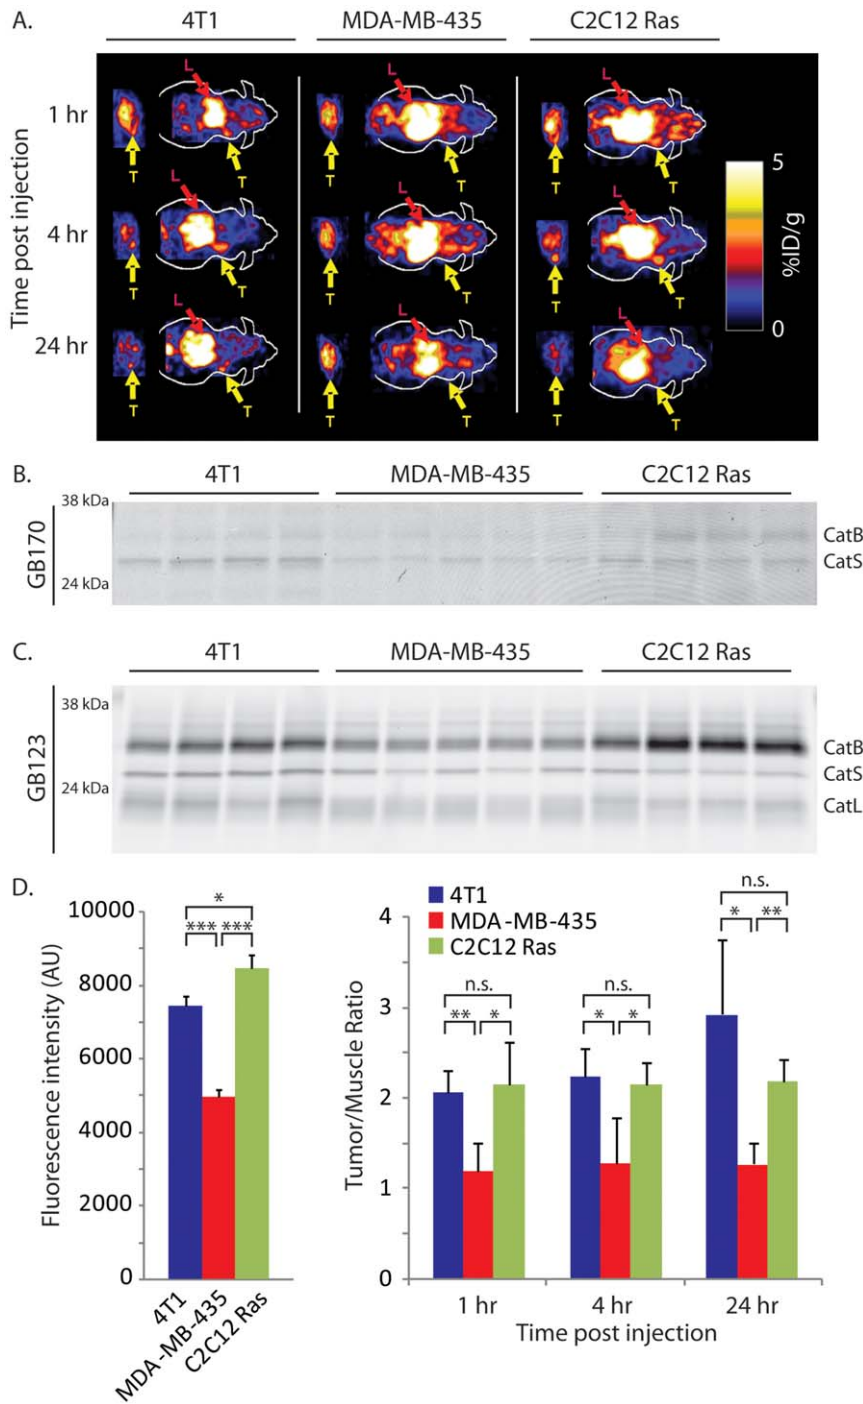 A.
4T1 MDA-MB-435 C2C12 Ras
Time post injection
1 hr
L L L
T T T T T T
4 hr
L L L
T T T T T T
24 hr
L L L
T T T T T T
5
%ID/g
0
B.
4T1 MDA-MB-435 C2C12 Ras
38 kDa
GB170
CatB
CatS
24 kDa
C.
4T1 MDA-MB-435 C2C12 Ras
38 kDa
GB123
CatB
CatS
24 kDa
CatL
D.
Fluorescence intensity (AU)
10000
8000
6000
4000
2000
0
*
*** ***
4T1
MDA-MB-435
C2C12 Ras
4T1
MDA-MB-435
C2C12 Ras
Tumor/Muscle Ratio
4
3
2
1
0
n.s.
** *
n.s.
* *
n.s.
* **
1 hr 4 hr 24 hr
Time post injection